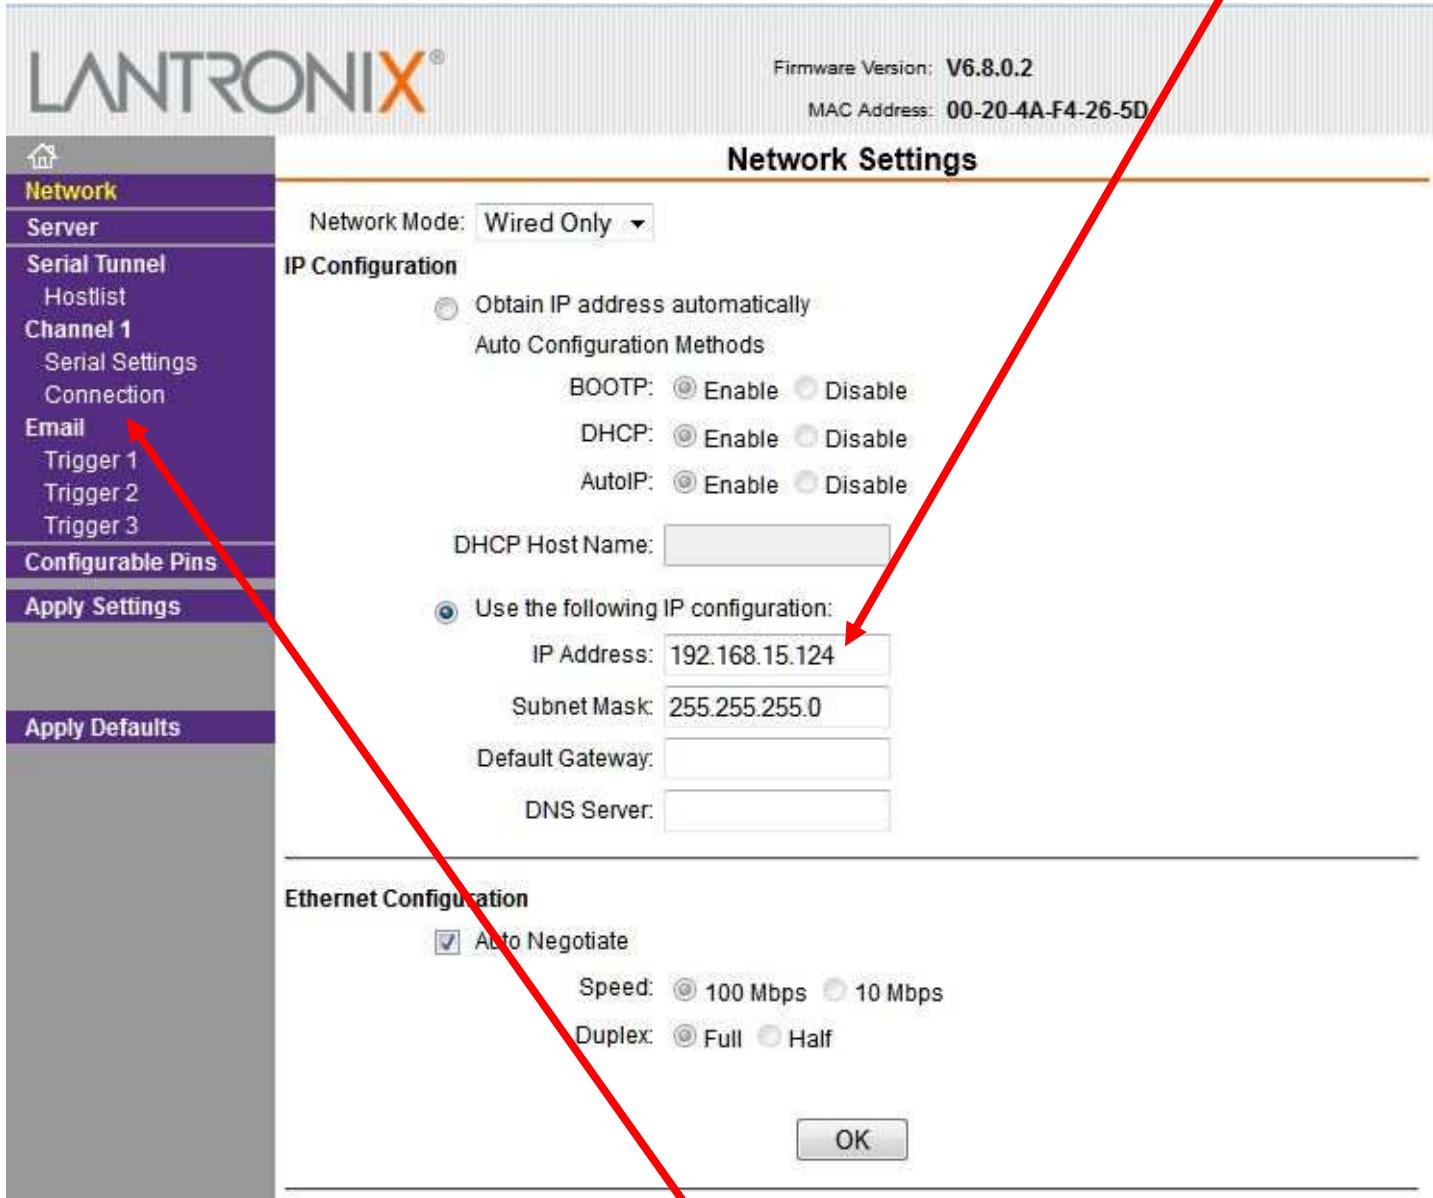 LANTRONIX®
Firmware Version: V6.8.0.2
MAC Address: 00-20-4A-F4-26-5D
Network
Server
Serial Tunnel
Hostlist
Channel 1
Serial Settings
Connection
Email
Trigger 1
Trigger 2
Trigger 3
Configurable Pins
Apply Settings
Apply Defaults
Network Settings
Network Mode: Wired Only
IP Configuration
Obtain IP address automatically
Auto Configuration Methods
BOOTP: Enable Disable
DHCP: Enable Disable
AutoIP: Enable Disable
DHCP Host Name:
Use the following IP configuration:
IP Address: 192.168.15.124
Subnet Mask: 255.255.255.0
Default Gateway:
DNS Server:
Ethernet Configuration
Auto Negotiate
Speed: 100 Mbps 10 Mbps
Duplex: Full Half
OK